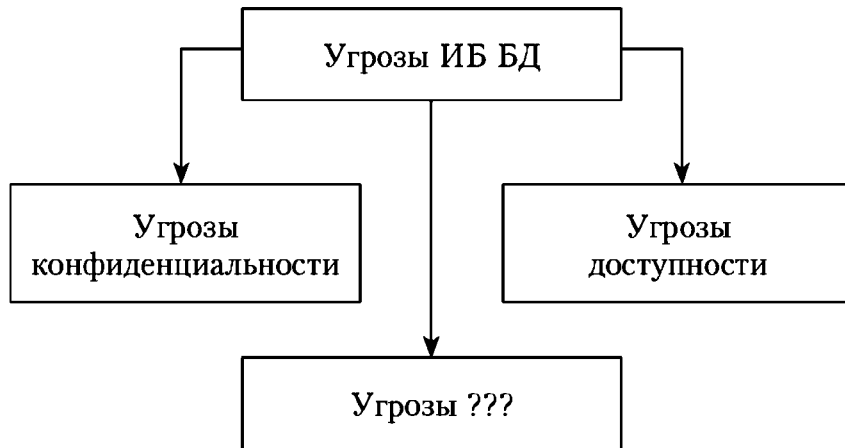 Угрозы ИБ БД
Угрозы
конфиденциальности
Угрозы
доступности
Угрозы ???